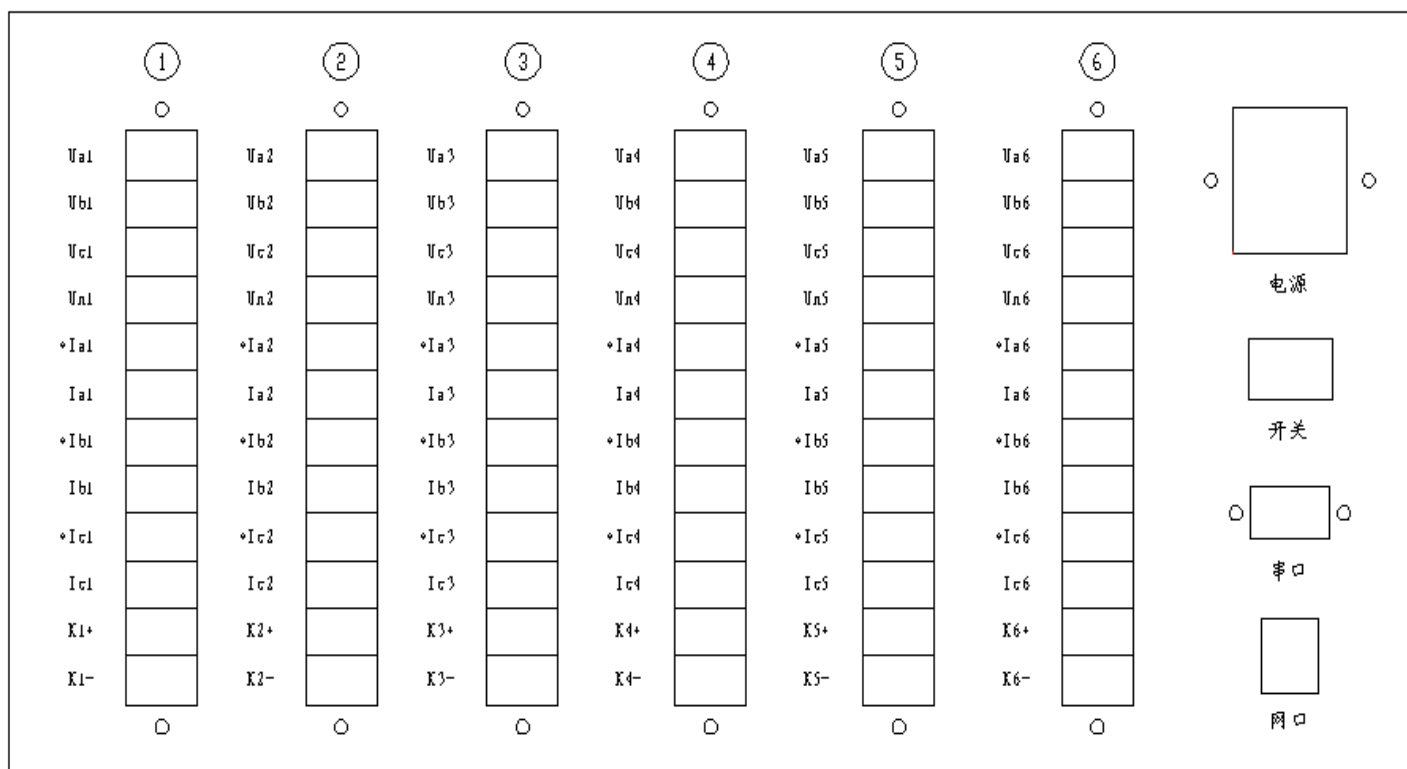 ① ② ③ ④ ⑤ ⑥
Ua1 Ua2 Ua3 Ua4 Ua5 Ua6
Ub1 Ub2 Ub3 Ub4 Ub5 Ub6
Uc1 Uc2 Uc3 Uc4 Uc5 Uc6
Un1 Un2 Un3 Un4 Un5 Un6
电源
*Ia1 *Ia2 *Ia3 *Ia4 *Ia5 *Ia6
Ia1 Ia2 Ia3 Ia4 Ia5 Ia6
开关
*Ib1 *Ib2 *Ib3 *Ib4 *Ib5 *Ib6
Ib1 Ib2 Ib3 Ib4 Ib5 Ib6
*Ic1 *Ic2 *Ic3 *Ic4 *Ic5 *Ic6
串口
Ic1 Ic2 Ic3 Ic4 Ic5 Ic6
K1+ K2+ K3+ K4+ K5+ K6+
K1- K2- K3- K4- K5- K6-
网口